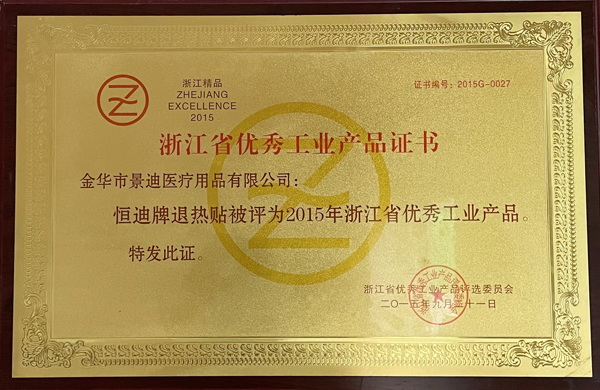 浙江精品
ZHEJIANG
EXCELLENCE
2015
证书编号：2015G-0027
浙江省优秀工业产品证书
金华市景迪医疗用品有限公司：
恒迪牌退热贴被评为2015年浙江省优秀工业产品。
特发此证。
浙江省优秀工业产品评选委员会
二〇一五年九月二十一日